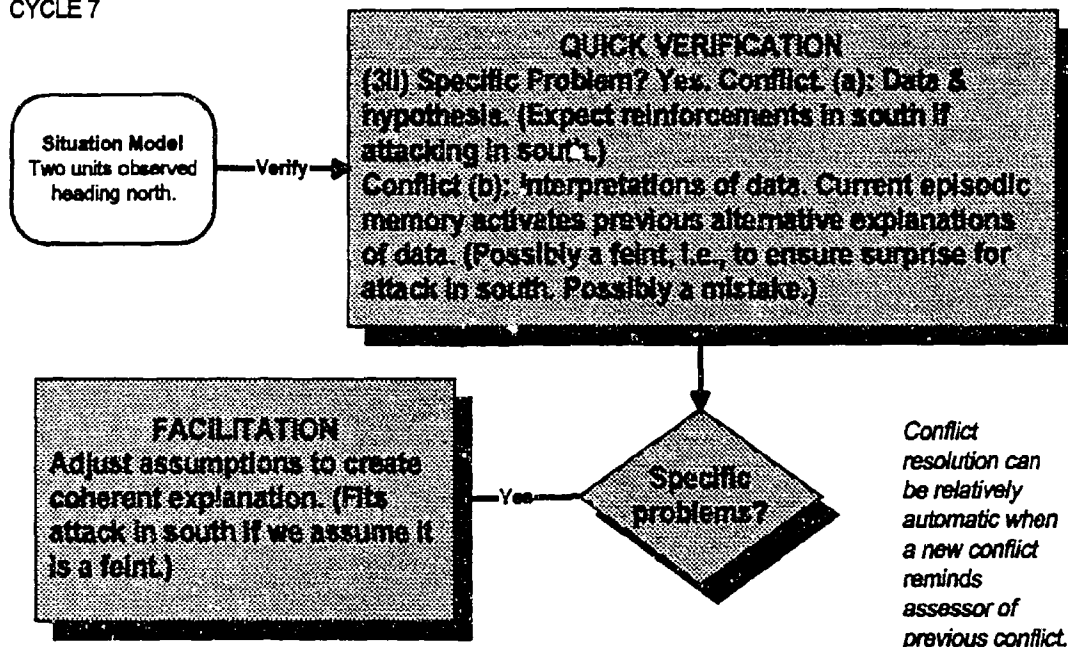 CYCLE 7
QUICK VERIFICATION
(3ii) Specific Problem? Yes. Conflict. (a): Data &
hypothesis. (Expect reinforcements in south if
attacking in south.)
Conflict (b): Interpretations of data. Current episodic
memory activates previous alternative explanations
of data. (Possibly a feint, i.e., to ensure surprise for
attack in south. Possibly a mistake.)
Situation Model
Two units observed
heading north.
Verify
FACILITATION
Adjust assumptions to create
coherent explanation. (Fits
attack in south if we assume it
is a feint.)
Yes
Specific
problems?
Conflict
resolution can
be relatively
automatic when
a new conflict
reminds
assessor of
previous conflict.